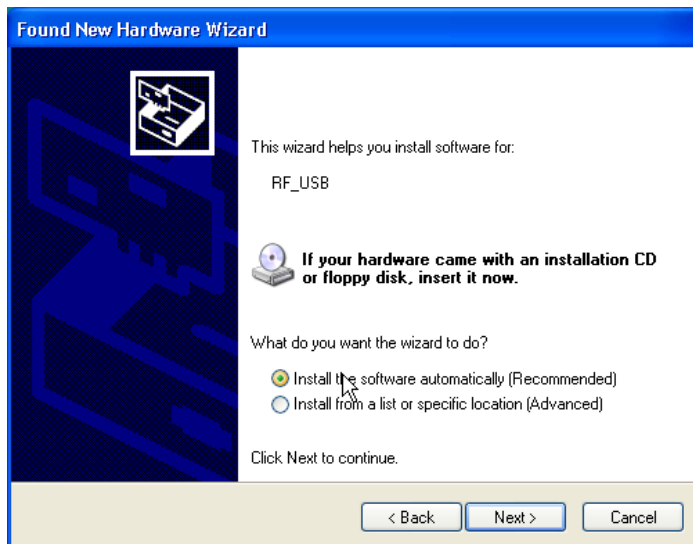 Found New Hardware Wizard
This wizard helps you install software for:
RF_USB
If your hardware came with an installation CD
or floppy disk, insert it now.
What do you want the wizard to do?
Install the software automatically (Recommended)
Install from a list or specific location (Advanced)
Click Next to continue.
< Back
Next >
Cancel